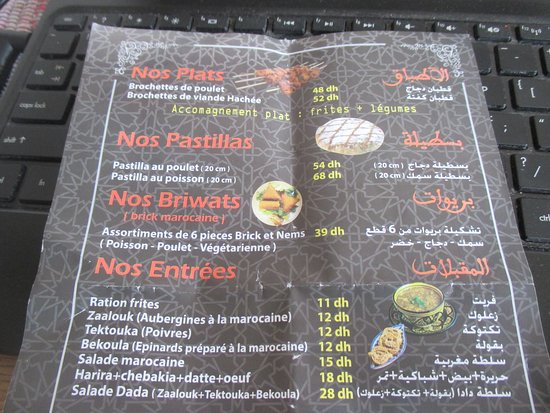 Nos Plats الأطباق
Brochettes de poulet 48 dh قطبان دجاج
Brochettes de viande Hachée 52 dh قطبان كفتة
Accomagnement plat : frites + légumes
Nos Pastillas بسطيلة
Pastilla au poulet ( 20 cm ) 54 dh بسطيلة دجاج ( 20 cm )
Pastilla au poisson ( 20 cm ) 68 dh بسطيلة سمك ( 20 cm )
Nos Briwats بريوات
( brick marocaine )
Assortiments de 6 pieces Brick et Nems 39 dh تشكيلة بريوات من 6 قطع
( Poisson - Poulet - Végétarienne ) سمك - دجاج - خضر
Nos Entrées المقبلات
Ration frites 11 dh فريت
Zaalouk (Aubergines à la marocaine) 12 dh زعلوك
Tektouka (Poivres) 12 dh تكتوكة
Bekoula (Epinards préparé à la marocaine) 12 dh بقولة
Salade marocaine 15 dh سلطة مغربية
Harira+chebakia+datte+oeuf 18 dh حريرة+بيض+شباكية+تمر
Salade Dada ( Zaalouk+Tektouka+Bekoula) 28 dh سلطة دادا (بقولة+تكتوكة+زعلوك)